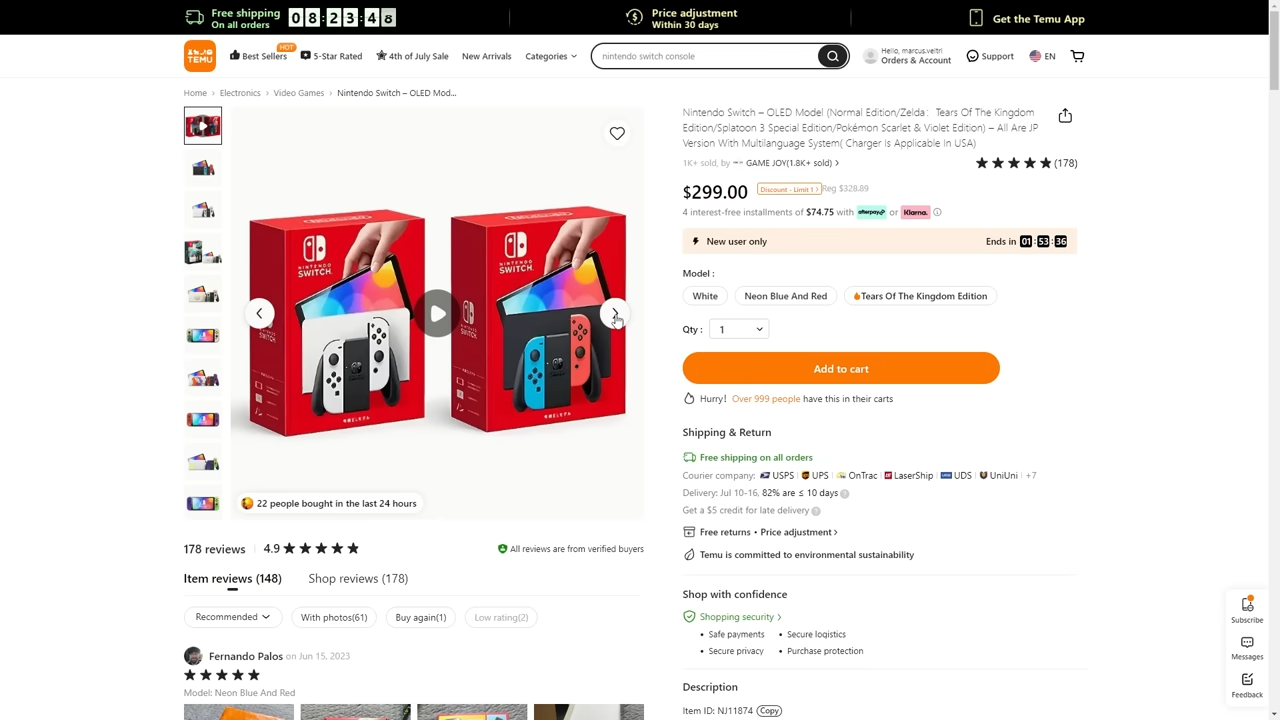 Free shipping
On all orders
08:23:48
Price adjustment
Within 30 days
Get the Temu App
TEMU
Best Sellers
HOT
5-Star Rated
4th of July Sale
New Arrivals
Categories
nintendo switch console
Hello, marcus.veltri
Orders & Account
Support
EN
Home › Electronics › Video Games › Nintendo Switch – OLED Mod...
Nintendo Switch – OLED Model (Normal Edition/Zelda: Tears Of The Kingdom
Edition/Splatoon 3 Special Edition/Pokémon Scarlet & Violet Edition) – All Are JP
Version With Multilanguage System( Charger Is Applicable In USA)
1K+ sold, by GAME JOY(1.8K+ sold) ›
(178)
$299.00 Discount - Limit 1 › Reg $328.89
4 interest-free installments of $74.75 with afterpay or Klarna.
New user only
Ends in 01:53:36
Model :
White
Neon Blue And Red
Tears Of The Kingdom Edition
Qty : 1
Add to cart
Hurry! Over 999 people have this in their carts
NINTENDO
SWITCH
NINTENDO
SWITCH
22 people bought in the last 24 hours
Shipping & Return
Free shipping on all orders
Courier company: USPS UPS OnTrac LaserShip UDS UniUni +7
Delivery: Jul 10-16, 82% are ≤ 10 days
Get a $5 credit for late delivery
Free returns • Price adjustment ›
Temu is committed to environmental sustainability
178 reviews
4.9
All reviews are from verified buyers
Item reviews (148)
Shop reviews (178)
Recommended
With photos(61)
Buy again(1)
Low rating(2)
Fernando Palos on Jun 15, 2023
Model: Neon Blue And Red
Shop with confidence
Shopping security ›
• Safe payments
• Secure logistics
• Secure privacy
• Purchase protection
Description
Item ID: NJ11874 Copy
Subscribe
Messages
Feedback